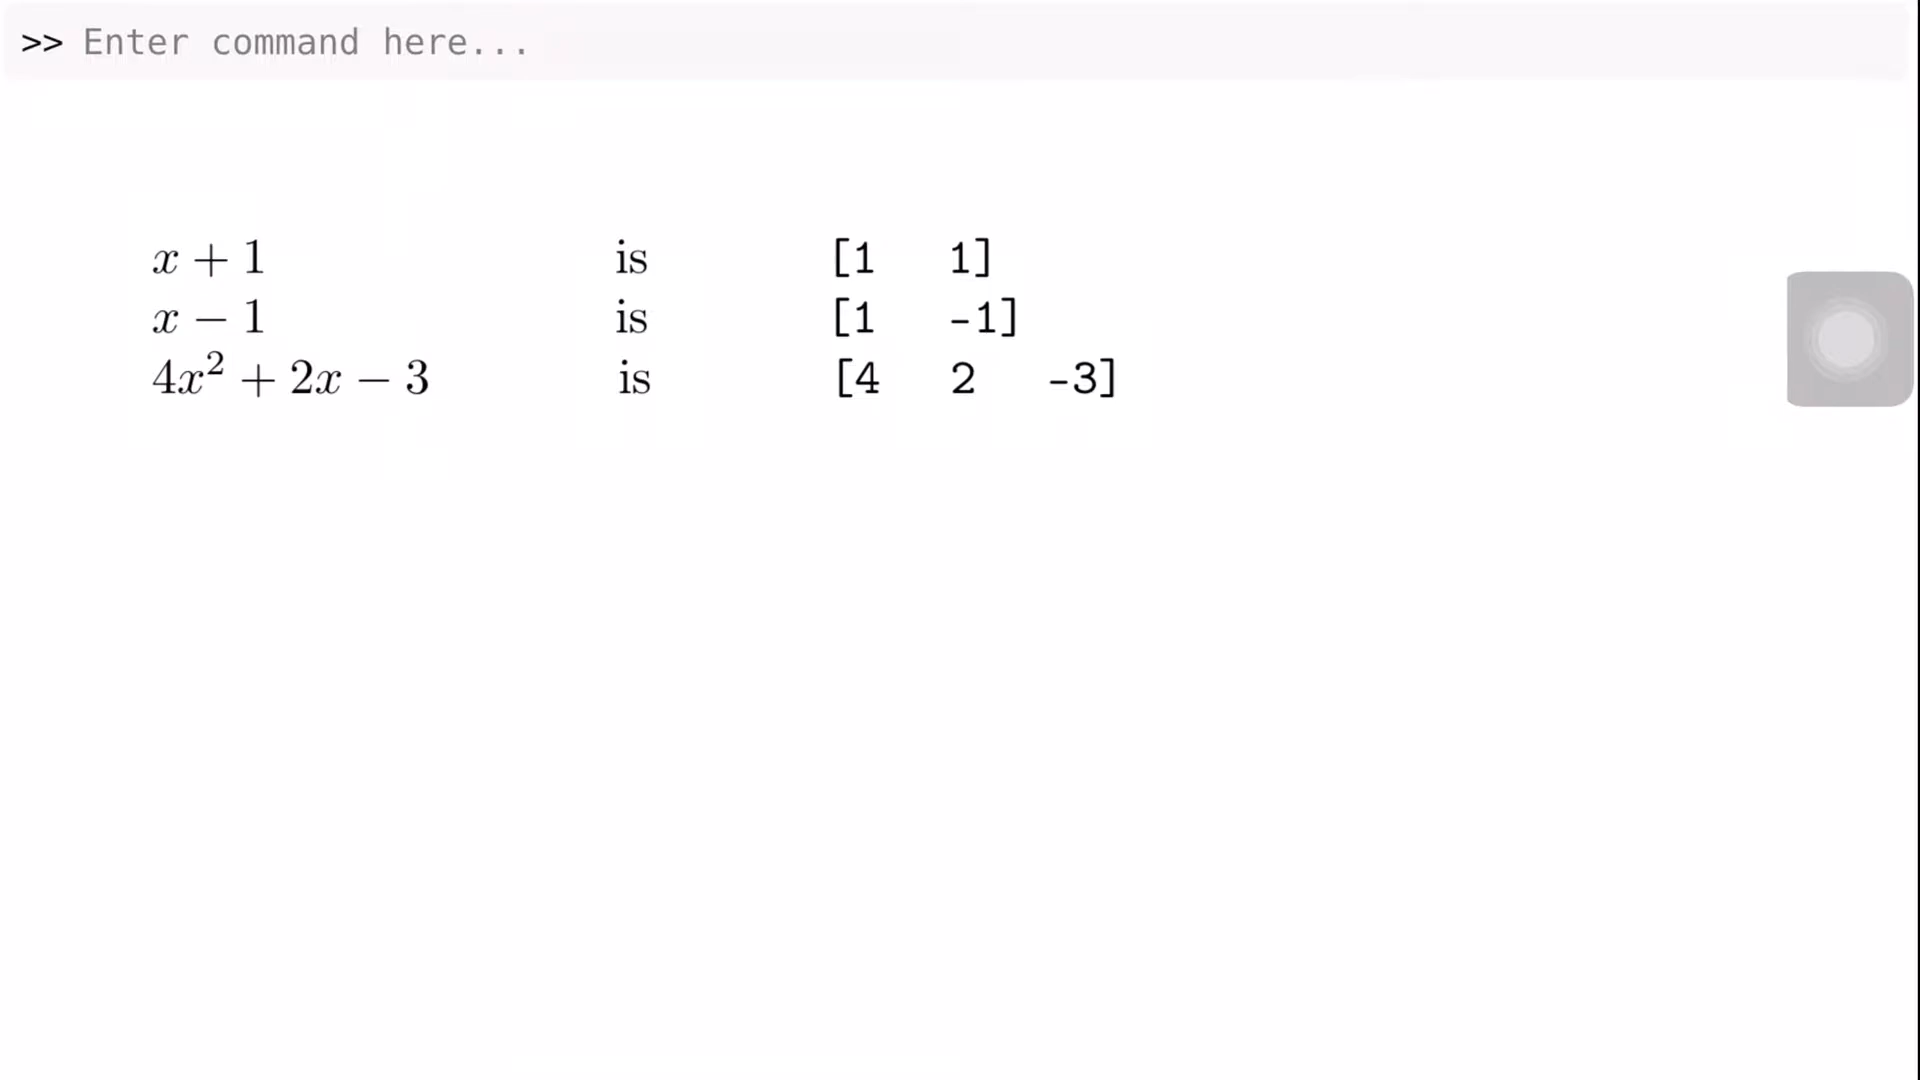 >> Enter command here...
x + 1 is [1 1]
x − 1 is [1 -1]
4x² + 2x − 3 is [4 2 -3]